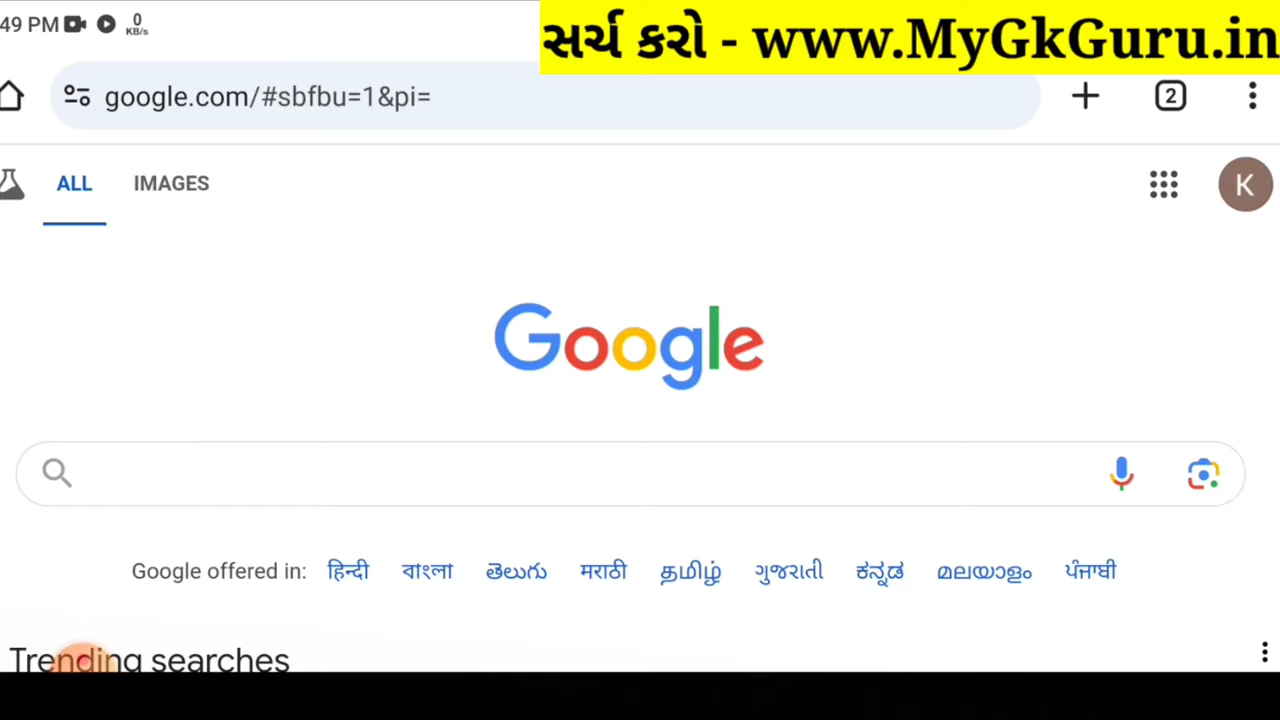 49 PM 0 KB/s
સર્ચ કરો - www.MyGkGuru.in
google.com/#sbfbu=1&pi=
2
ALL IMAGES
K
Google
Google offered in: हिन्दी বাংলা తెలుగు मराठी தமிழ் ગુજરાતી ಕನ್ನಡ മലയാളം ਪੰਜਾਬੀ
Trending searches